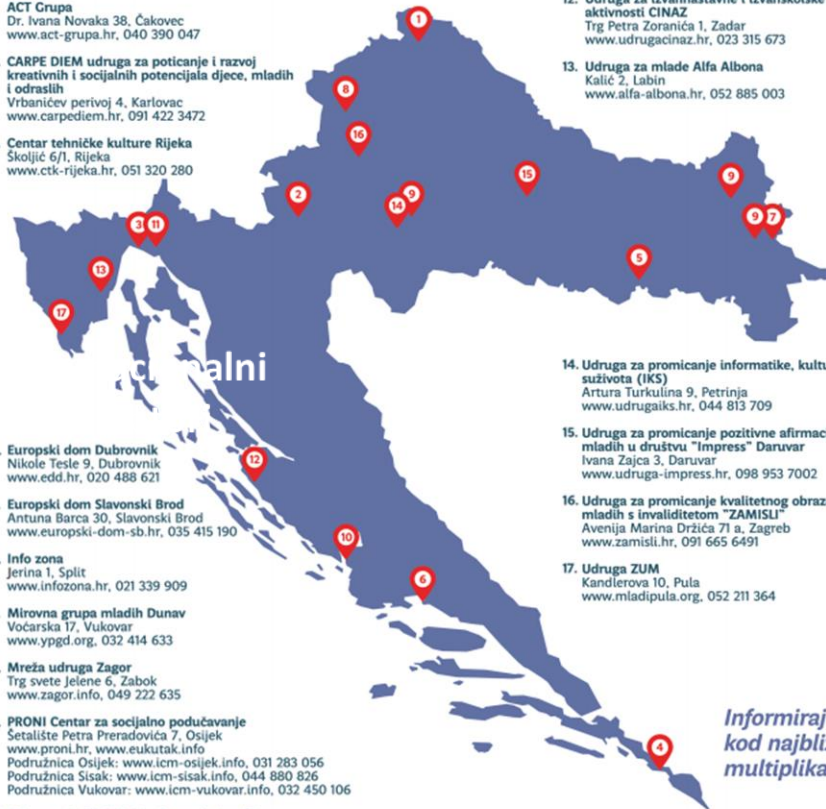 ACT Grupa
Dr. Ivana Novaka 38, Čakovec
www.act-grupa.hr, 040 390 047
CARPE DIEM udruga za poticanje i razvoj
kreativnih i socijalnih potencijala djece, mladih
i odraslih
Vrbanićev perivoj 4, Karlovac
www.carpediem.hr, 091 422 3472
Centar tehničke kulture Rijeka
Školjić 6/1, Rijeka
www.ctk-rijeka.hr, 051 320 280
Europski dom Dubrovnik
Nikole Tesle 9, Dubrovnik
www.edd.hr, 020 488 621
Europski dom Slavonski Brod
Antuna Barca 30, Slavonski Brod
www.europski-dom-sb.hr, 035 415 190
Info zona
Jerina 1, Split
www.infozona.hr, 021 339 909
Mirovna grupa mladih Dunav
Voćarska 17, Vukovar
www.ypgd.org, 032 414 633
Mreža udruga Zagor
Trg svete Jelene 6, Zabok
www.zagor.info, 049 222 635
PRONI Centar za socijalno podučavanje
Šetalište Petra Preradovića 7, Osijek
www.proni.hr, www.eukutak.info
Podružnica Osijek: www.icm-osijek.info, 031 283 056
Podružnica Sisak: www.icm-sisak.info, 044 880 826
Podružnica Vukovar: www.icm-vukovar.info, 032 450 106
12. Udruga za izvannastavne i izvanškolske
aktivnosti CINAZ
Trg Petra Zoranića 1, Zadar
www.udrugacinaz.hr, 023 315 673
13. Udruga za mlade Alfa Albona
Kalić 2, Labin
www.alfa-albona.hr, 052 885 003
14. Udruga za promicanje informatike, kultu
suživota (IKS)
Artura Turkulina 9, Petrinja
www.udrugaiks.hr, 044 813 709
15. Udruga za promicanje pozitivne afirmac
mladih u društvu "Impress" Daruvar
Ivana Zajca 3, Daruvar
www.udruga-impress.hr, 098 953 7002
16. Udruga za promicanje kvalitetnog obraz
mladih s invaliditetom "ZAMISLI"
Avenija Marina Držića 71 a, Zagreb
www.zamisli.hr, 091 665 6491
17. Udruga ZUM
Kandlerova 10, Pula
www.mladipula.org, 052 211 364
Informiraj
kod najbli
multiplika
1
8
16
2
14
9
15
9
9
7
5
3
11
13
17
12
10
6
4